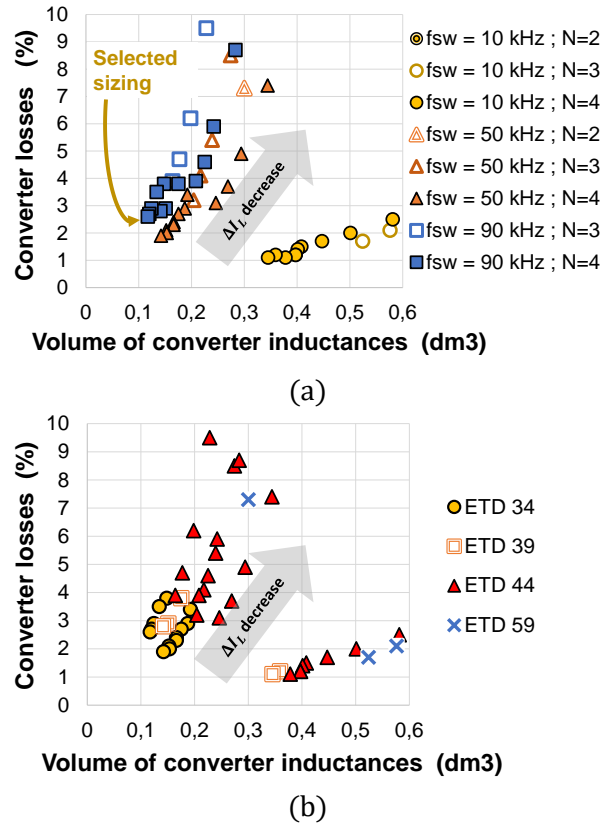 10
9
8
7
6
5
4
3
2
1
0
Converter losses (%)
Selected
sizing
ΔI_L decrease
0 0,1 0,2 0,3 0,4 0,5 0,6
Volume of converter inductances (dm3)
fsw = 10 kHz ; N=2
fsw = 10 kHz ; N=3
fsw = 10 kHz ; N=4
fsw = 50 kHz ; N=2
fsw = 50 kHz ; N=3
fsw = 50 kHz ; N=4
fsw = 90 kHz ; N=3
fsw = 90 kHz ; N=4
(a)
10
9
8
7
6
5
4
3
2
1
0
Converter losses (%)
ΔI_L decrease
0 0,1 0,2 0,3 0,4 0,5 0,6
Volume of converter inductances (dm3)
ETD 34
ETD 39
ETD 44
ETD 59
(b)